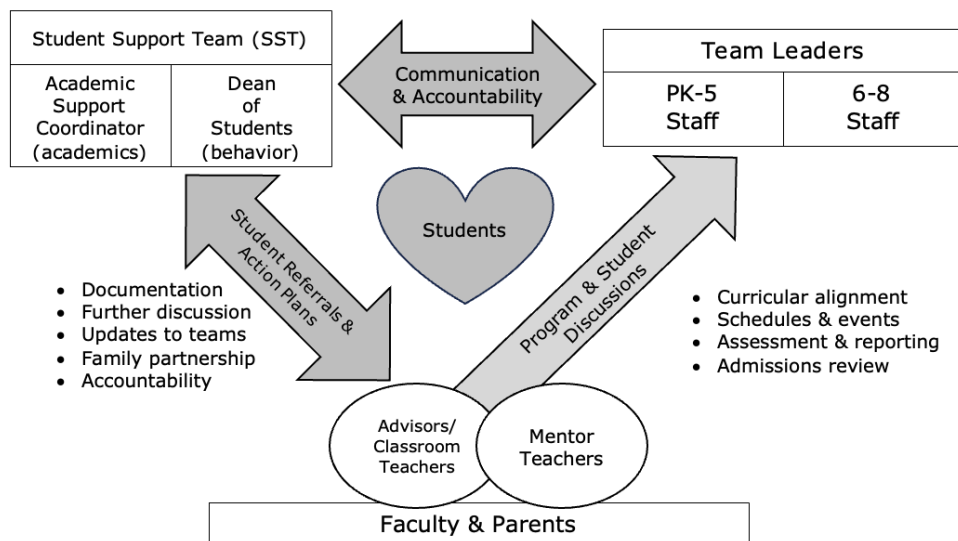 Student Support Team (SST)
Academic
Support
Coordinator
(academics)
Dean
of
Students
(behavior)
Communication
& Accountability
Team Leaders
PK-5
Staff
6-8
Staff
Students
Student Referrals &
Action Plans
Program & Student
Discussions
• Documentation
• Further discussion
• Updates to teams
• Family partnership
• Accountability
• Curricular alignment
• Schedules & events
• Assessment & reporting
• Admissions review
Advisors/
Classroom
Teachers
Mentor
Teachers
Faculty & Parents